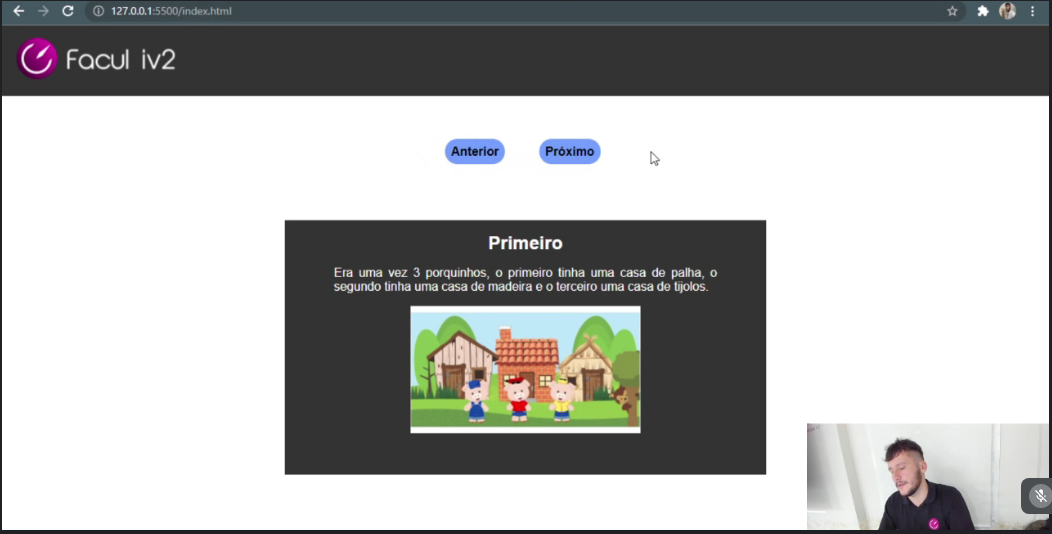 127.0.0.1:5500/index.html
Facul iv2
Anterior
Próximo
Primeiro
Era uma vez 3 porquinhos, o primeiro tinha uma casa de palha, o
segundo tinha uma casa de madeira e o terceiro uma casa de tijolos.